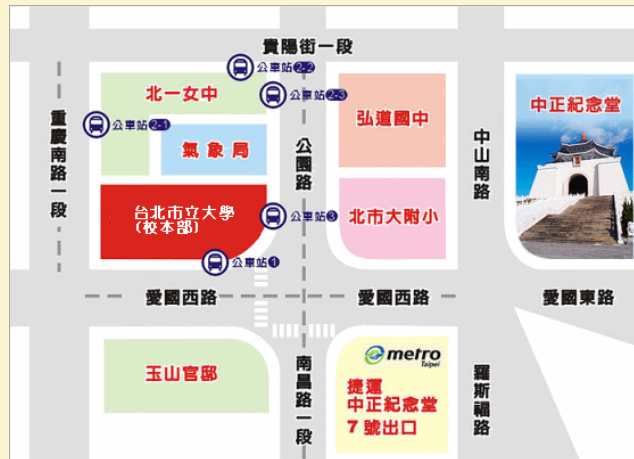 貴陽街一段
公車站2-2
北一女中
公車站2-3
中正紀念堂
重慶南路一段
公車站2-1
弘道國中
中山南路
氣象局
公園路
台北市立大學
(校本部)
公車站3
北市大附小
公車站1
愛國西路
愛國西路
愛國東路
玉山官邸
南昌路一段
metro
Taipei
捷運
中正紀念堂
7號出口
羅斯福路